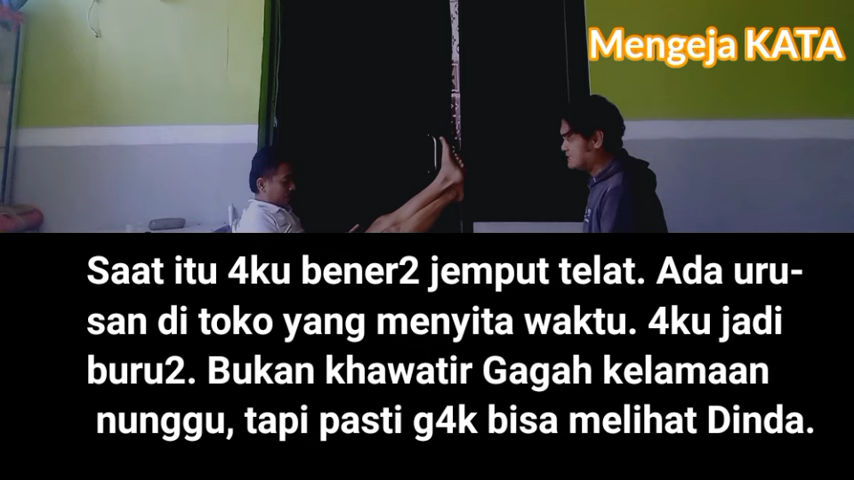 Mengeja KATA
Saat itu 4ku bener2 jemput telat. Ada uru-
san di toko yang menyita waktu. 4ku jadi
buru2. Bukan khawatir Gagah kelamaan
nunggu, tapi pasti g4k bisa melihat Dinda.